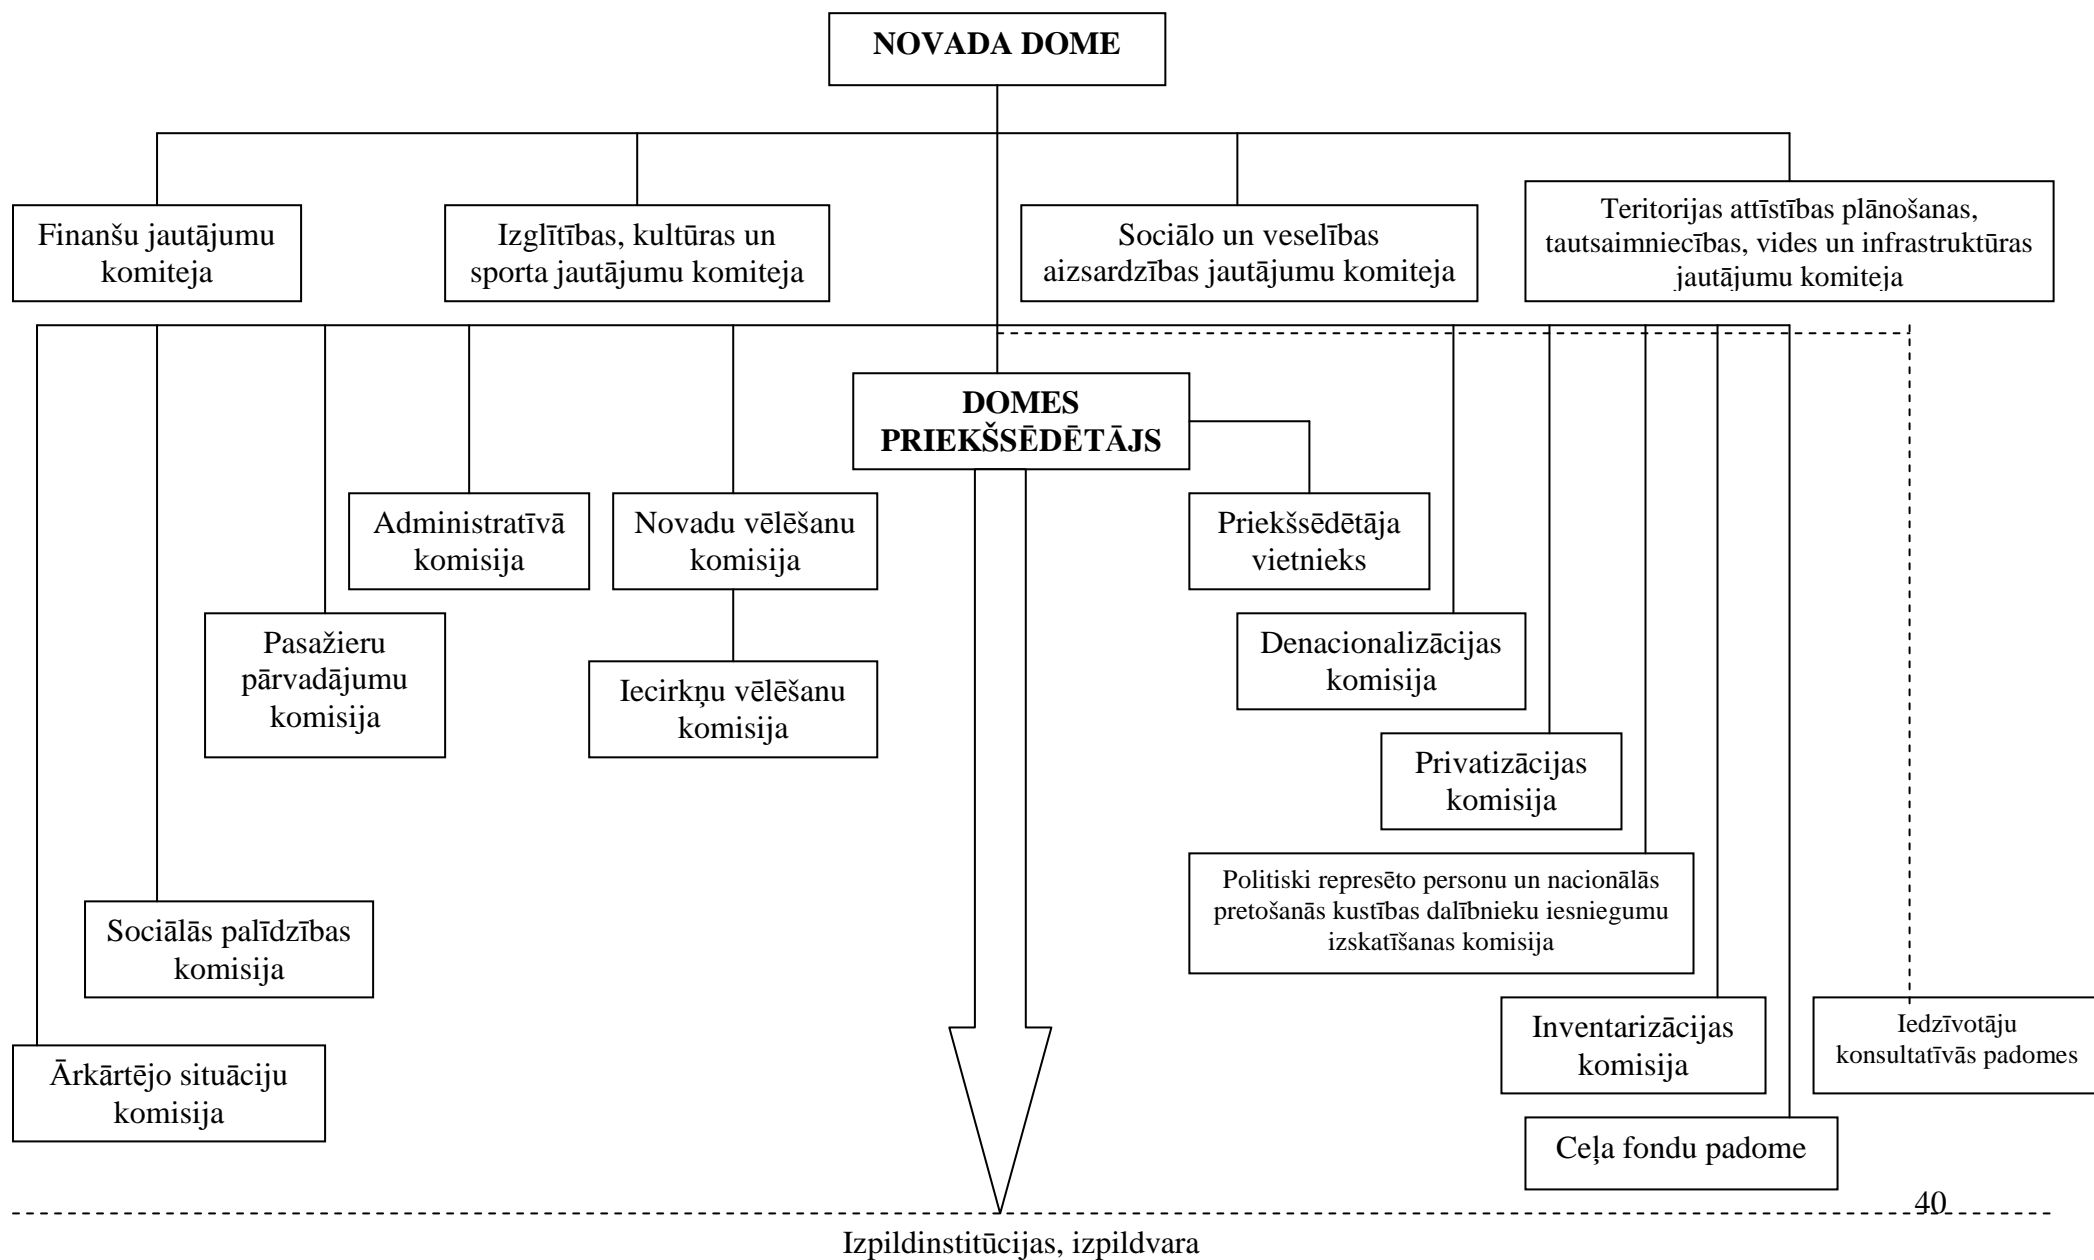 NOVADA DOME
Finanšu jautājumu
komiteja
Izglītības, kultūras un
sporta jautājumu komiteja
Sociālo un veselības
aizsardzības jautājumu komiteja
Teritorijas attīstības plānošanas,
tautsaimniecības, vides un infrastruktūras
jautājumu komiteja
DOMES
PRIEKŠSĒDĒTĀJS
Administratīvā
komisija
Novadu vēlēšanu
komisija
Priekšsēdētāja
vietnieks
Pasažieru
pārvadājumu
komisija
Iecirkņu vēlēšanu
komisija
Denacionalizācijas
komisija
Privatizācijas
komisija
Politiski represēto personu un nacionālās
pretošanās kustības dalībnieku iesniegumu
izskatīšanas komisija
Sociālās palīdzības
komisija
Inventarizācijas
komisija
Iedzīvotāju
konsultatīvās padomes
Ārkārtējo situāciju
komisija
Ceļa fondu padome
40
Izpildinstitūcijas, izpildvara